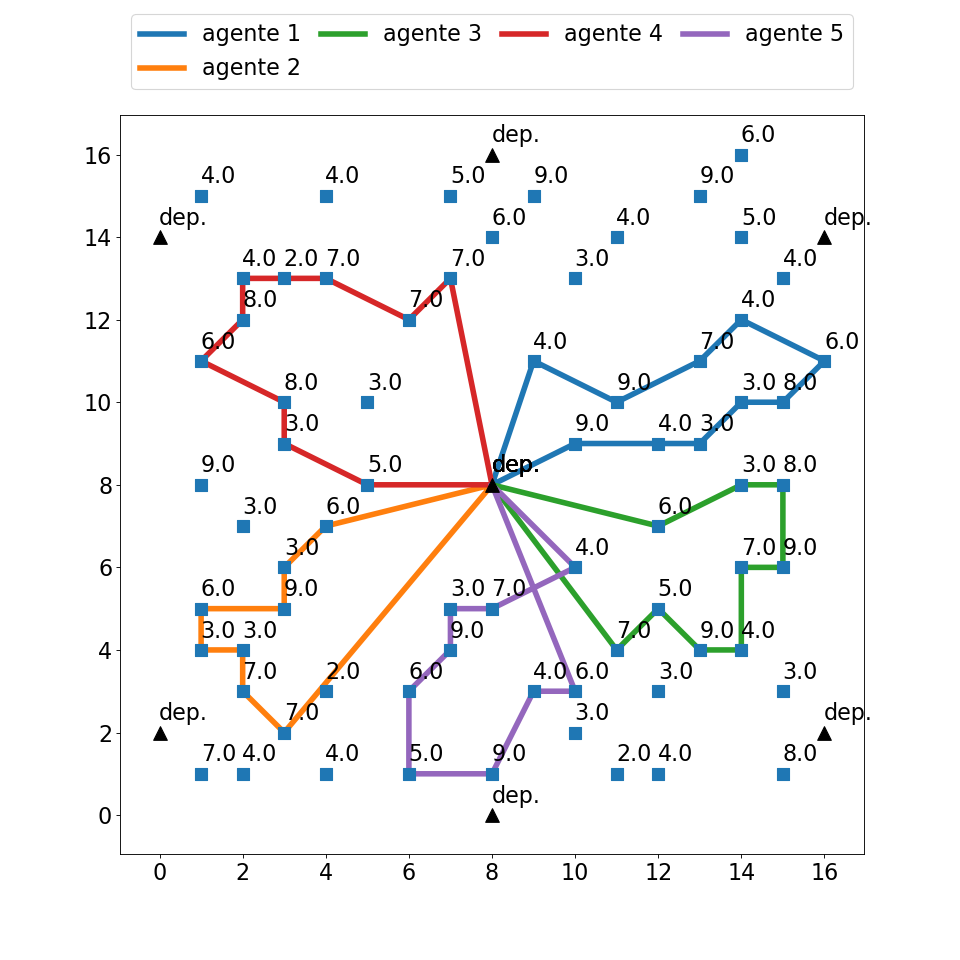 agente 1 agente 3 agente 4 agente 5
agente 2
dep. 6.0
16 4.0 4.0 5.0 9.0 9.0
dep. 6.0 4.0 5.0 dep.
14
4.0 2.0 7.0 7.0 3.0 4.0
8.0 7.0 4.0
12
6.0 4.0 7.0 6.0
8.0 3.0 9.0 3.0 8.0
10
3.0 9.0 4.0 3.0
9.0 5.0 dep. 3.0 8.0
8
3.0 6.0 6.0
3.0 4.0 7.0 9.0
6
6.0 9.0 3.0 7.0 5.0
3.0 3.0 9.0 7.0 9.0 4.0
4
7.0 2.0 6.0 4.0 6.0 3.0 3.0
dep. 7.0 3.0 dep.
2
7.0 4.0 4.0 5.0 9.0 2.0 4.0 8.0
dep.
0
0 2 4 6 8 10 12 14 16